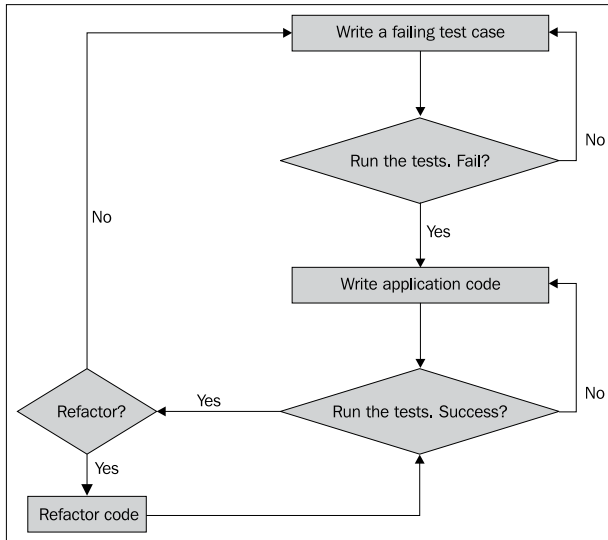 Write a failing test case
No
Run the tests. Fail?
No
Yes
Write application code
No
Refactor?
Yes
Run the tests. Success?
Yes
Refactor code